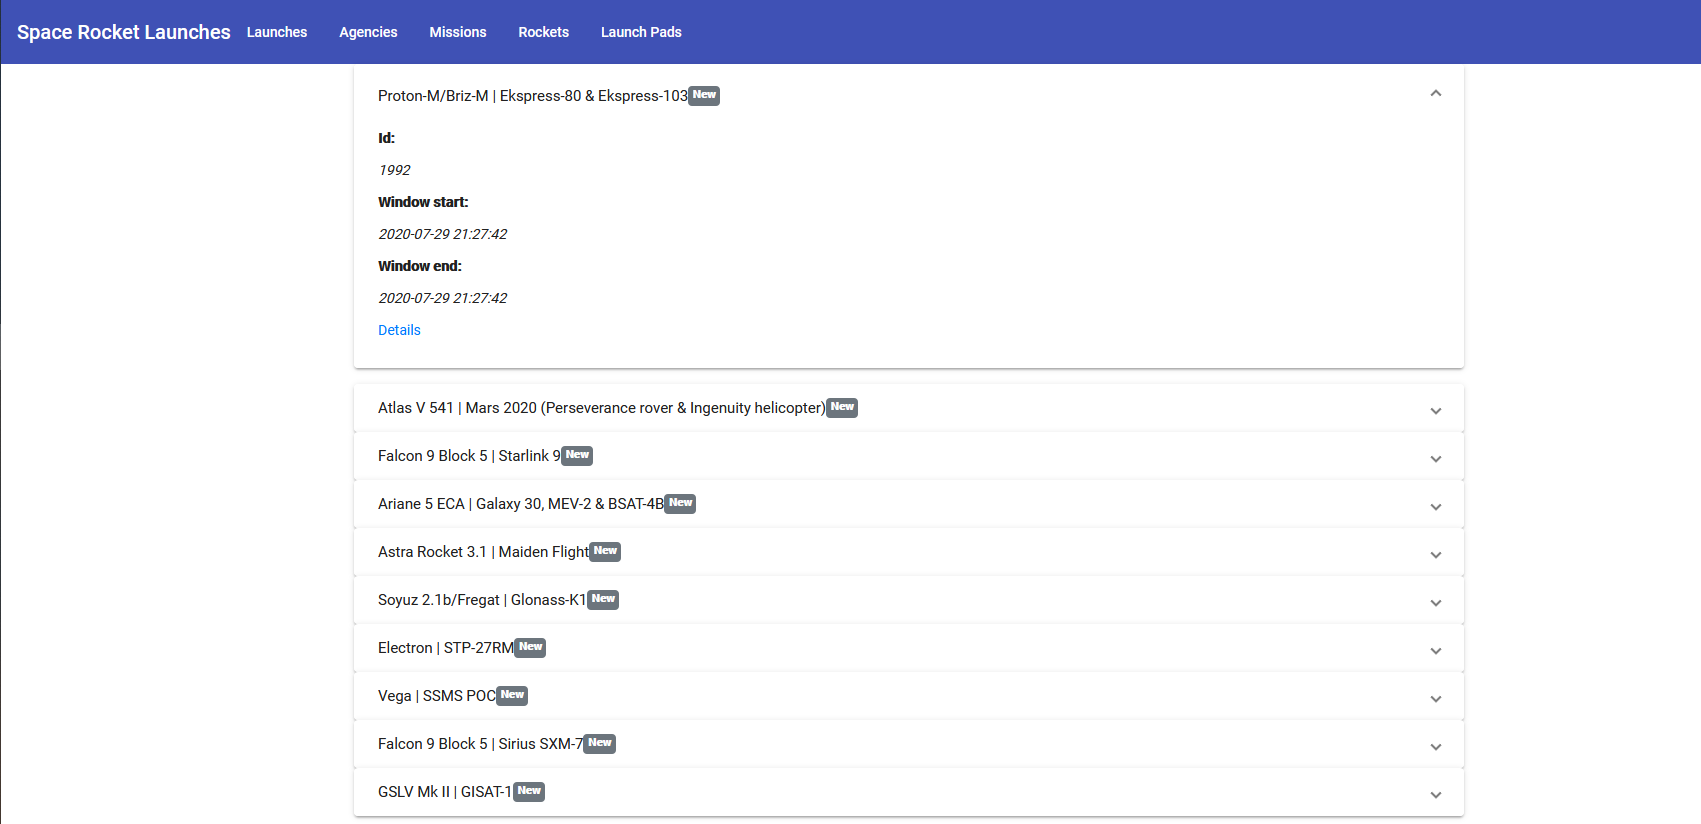 Space Rocket Launches Launches Agencies Missions Rockets Launch Pads
Proton-M/Briz-M | Ekspress-80 & Ekspress-103 New
Id:
1992
Window start:
2020-07-29 21:27:42
Window end:
2020-07-29 21:27:42
Details
Atlas V 541 | Mars 2020 (Perseverance rover & Ingenuity helicopter) New
Falcon 9 Block 5 | Starlink 9 New
Ariane 5 ECA | Galaxy 30, MEV-2 & BSAT-4B New
Astra Rocket 3.1 | Maiden Flight New
Soyuz 2.1b/Fregat | Glonass-K1 New
Electron | STP-27RM New
Vega | SSMS POC New
Falcon 9 Block 5 | Sirius SXM-7 New
GSLV Mk II | GISAT-1 New